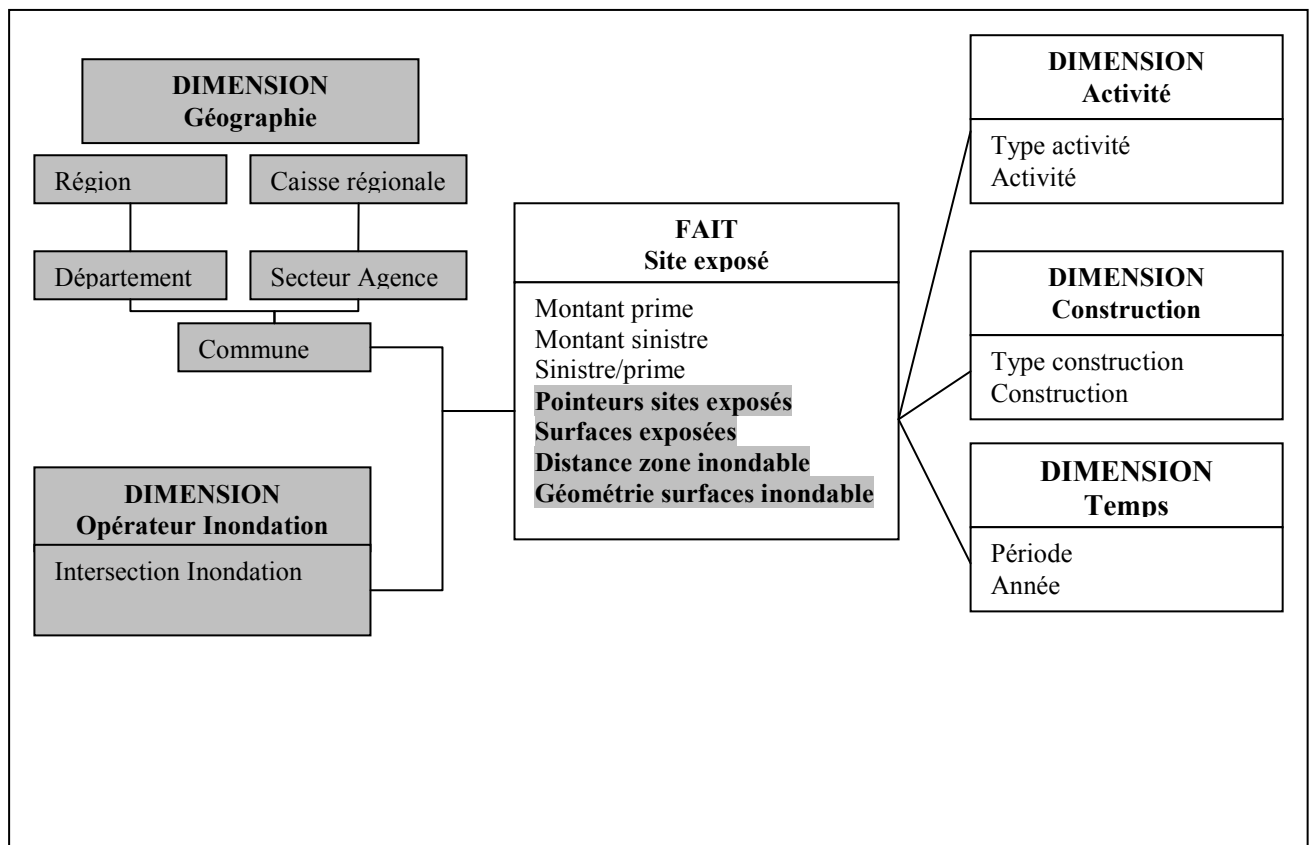 DIMENSION
Géographie
Région
Caisse régionale
Département
Secteur Agence
Commune
DIMENSION
Opérateur Inondation
Intersection Inondation
FAIT
Site exposé
Montant prime
Montant sinistre
Sinistre/prime
Pointeurs sites exposés
Surfaces exposées
Distance zone inondable
Géométrie surfaces inondable
DIMENSION
Activité
Type activité
Activité
DIMENSION
Construction
Type construction
Construction
DIMENSION
Temps
Période
Année